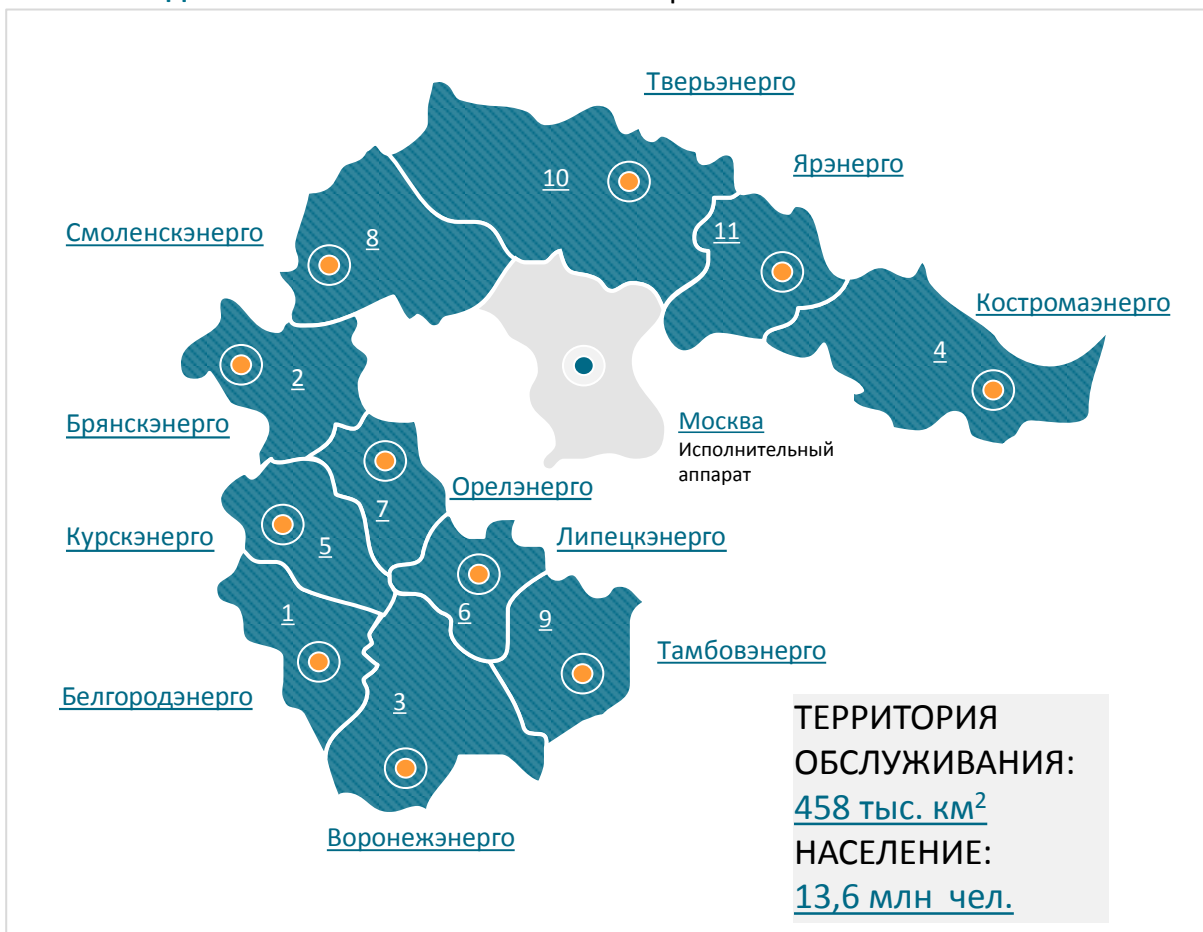 Тверьэнерго
Ярэнерго
10
11
Смоленскэнерго
8
Костромаэнерго
4
2
Брянскэнерго
Москва
Исполнительный
аппарат
Орелэнерго
7
Курскэнерго
5
Липецкэнерго
1
6
9
Тамбовэнерго
Белгородэнерго
3
Воронежэнерго
ТЕРРИТОРИЯ
ОБСЛУЖИВАНИЯ:
458 тыс. км²
НАСЕЛЕНИЕ:
13,6 млн чел.